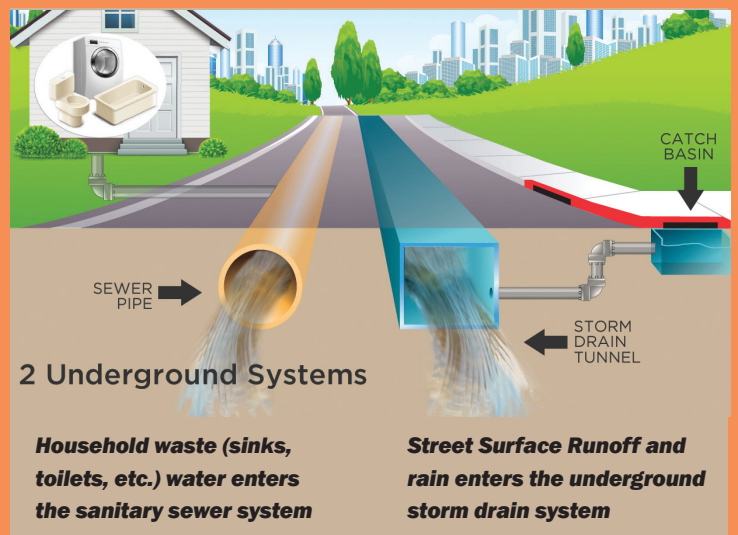 CATCH
BASIN
SEWER
PIPE
STORM
DRAIN
TUNNEL
2 Underground Systems
Household waste (sinks,
toilets, etc.) water enters
the sanitary sewer system
Street Surface Runoff and
rain enters the underground
storm drain system